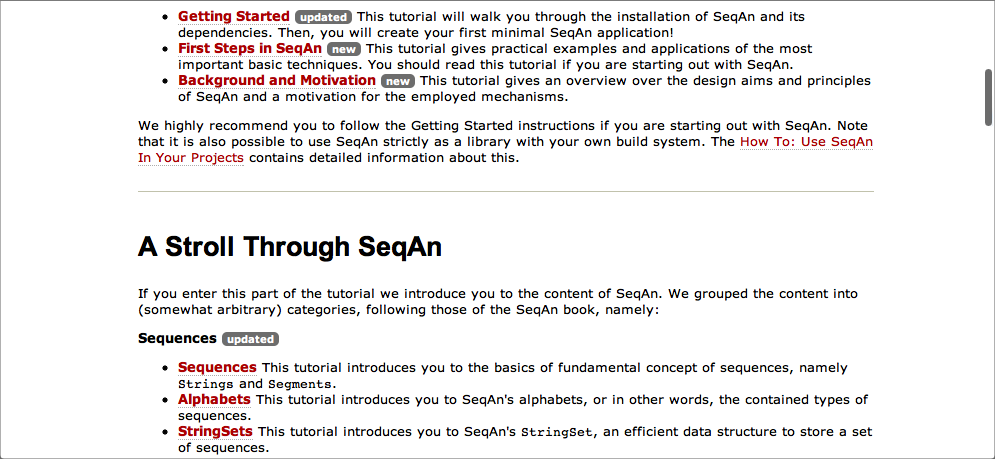 • Getting Started updated This tutorial will walk you through the installation of SeqAn and its
dependencies. Then, you will create your first minimal SeqAn application!
• First Steps in SeqAn new This tutorial gives practical examples and applications of the most
important basic techniques. You should read this tutorial if you are starting out with SeqAn.
• Background and Motivation new This tutorial gives an overview over the design aims and principles
of SeqAn and a motivation for the employed mechanisms.
We highly recommend you to follow the Getting Started instructions if you are starting out with SeqAn. Note
that it is also possible to use SeqAn strictly as a library with your own build system. The How To: Use SeqAn
In Your Projects contains detailed information about this.
A Stroll Through SeqAn
If you enter this part of the tutorial we introduce you to the content of SeqAn. We grouped the content into
(somewhat arbitrary) categories, following those of the SeqAn book, namely:
Sequences updated
• Sequences This tutorial introduces you to the basics of fundamental concept of sequences, namely
Strings and Segments.
• Alphabets This tutorial introduces you to SeqAn's alphabets, or in other words, the contained types of
sequences.
• StringSets This tutorial introduces you to SeqAn's StringSet, an efficient data structure to store a set
of sequences.